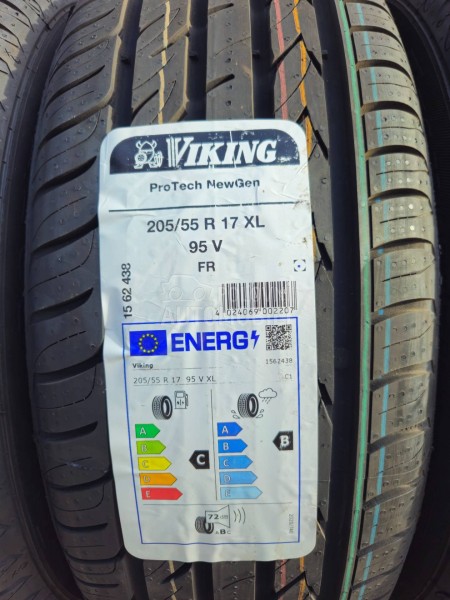 VIKING
ProTech NewGen
205/55 R 17 XL
95 V
FR
15 62 438
4 024069 002207
ENERG
Viking
1562438
205/55 R 17 95 V XL
C1
A
B
C
D
E
C
A
B
C
D
E
B
72 dB
A B C